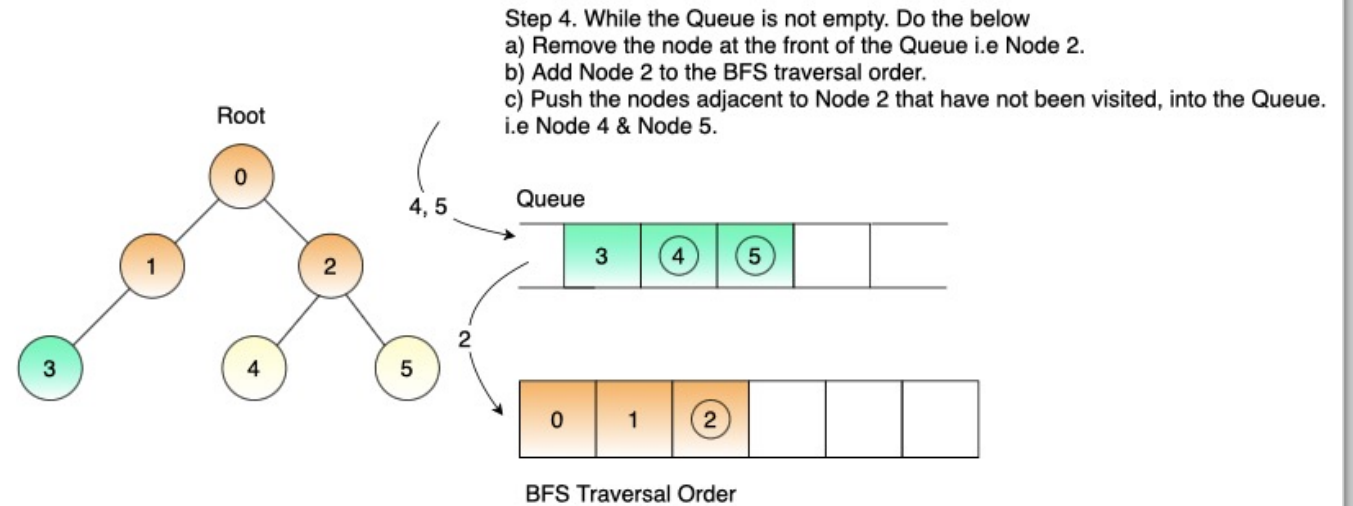 Step 4. While the Queue is not empty. Do the below
a) Remove the node at the front of the Queue i.e Node 2.
b) Add Node 2 to the BFS traversal order.
c) Push the nodes adjacent to Node 2 that have not been visited, into the Queue.
i.e Node 4 & Node 5.
Root
0
1
2
3
4
5
4, 5
Queue
3 4 5
2
0 1 2
BFS Traversal Order